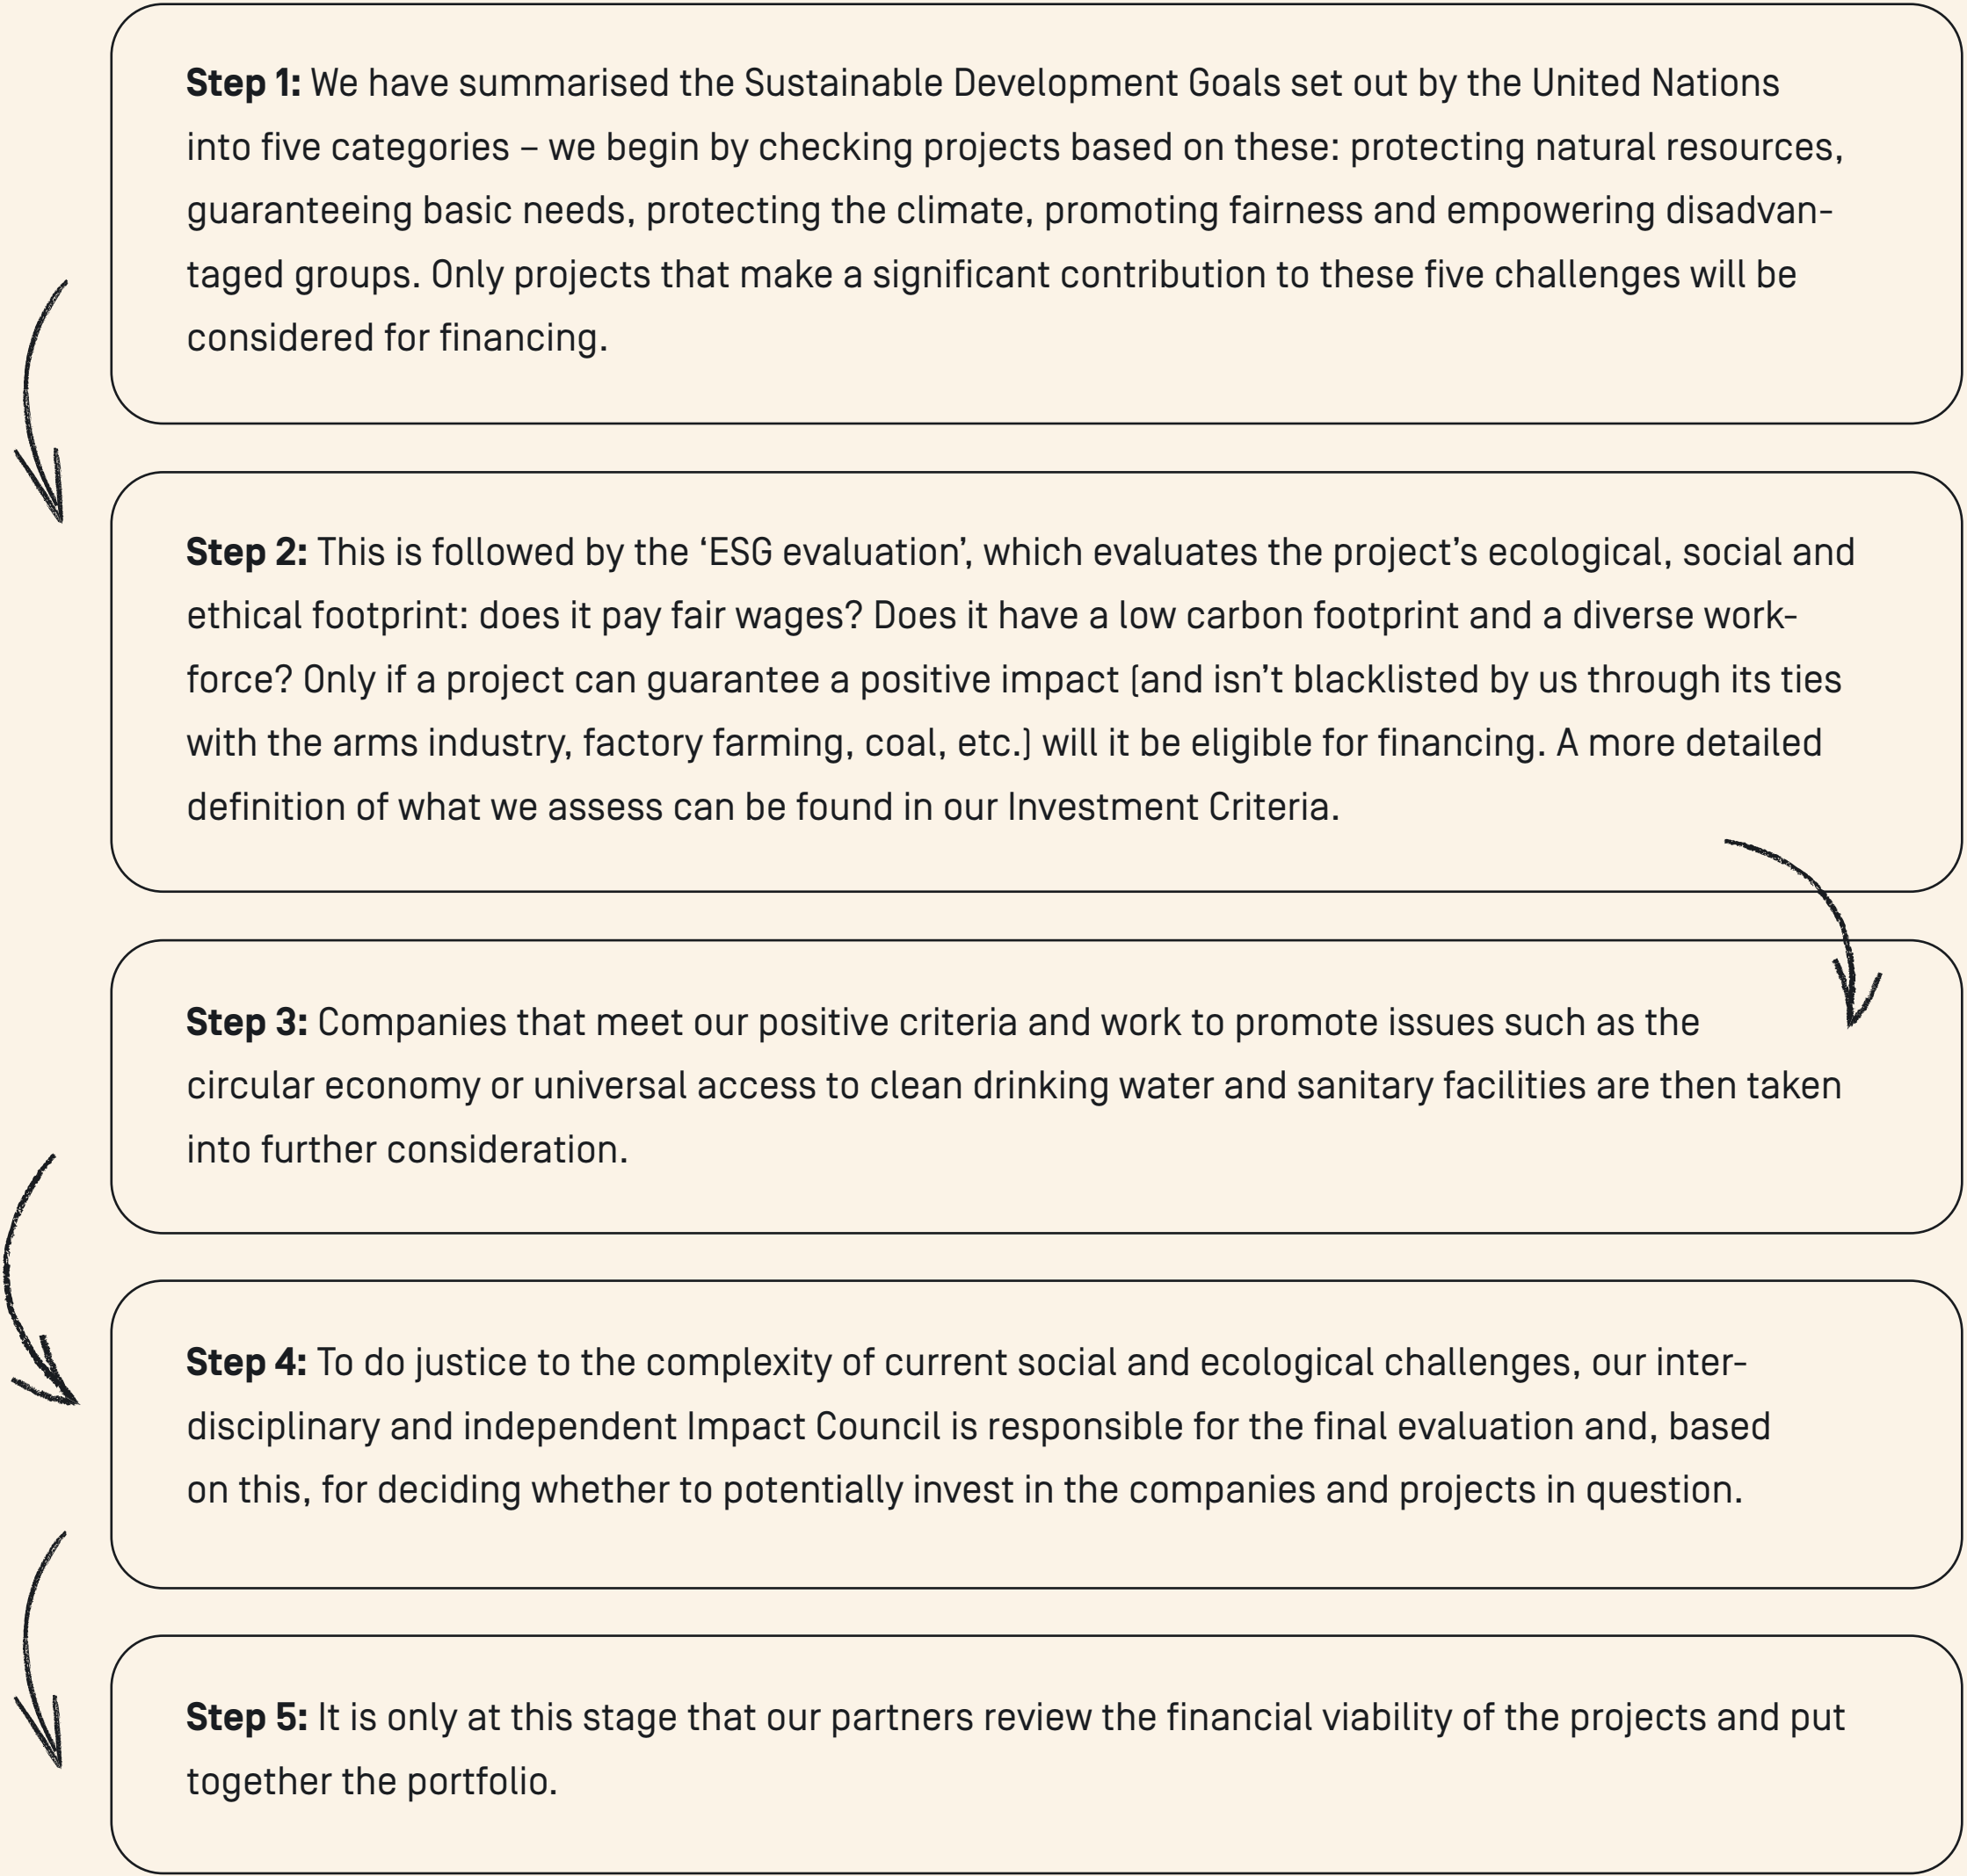 Step 1: We have summarised the Sustainable Development Goals set out by the United Nations
into five categories – we begin by checking projects based on these: protecting natural resources,
guaranteeing basic needs, protecting the climate, promoting fairness and empowering disadvan-
taged groups. Only projects that make a significant contribution to these five challenges will be
considered for financing.
Step 2: This is followed by the ‘ESG evaluation’, which evaluates the project’s ecological, social and
ethical footprint: does it pay fair wages? Does it have a low carbon footprint and a diverse work-
force? Only if a project can guarantee a positive impact (and isn’t blacklisted by us through its ties
with the arms industry, factory farming, coal, etc.) will it be eligible for financing. A more detailed
definition of what we assess can be found in our Investment Criteria.
Step 3: Companies that meet our positive criteria and work to promote issues such as the
circular economy or universal access to clean drinking water and sanitary facilities are then taken
into further consideration.
Step 4: To do justice to the complexity of current social and ecological challenges, our inter-
disciplinary and independent Impact Council is responsible for the final evaluation and, based
on this, for deciding whether to potentially invest in the companies and projects in question.
Step 5: It is only at this stage that our partners review the financial viability of the projects and put
together the portfolio.